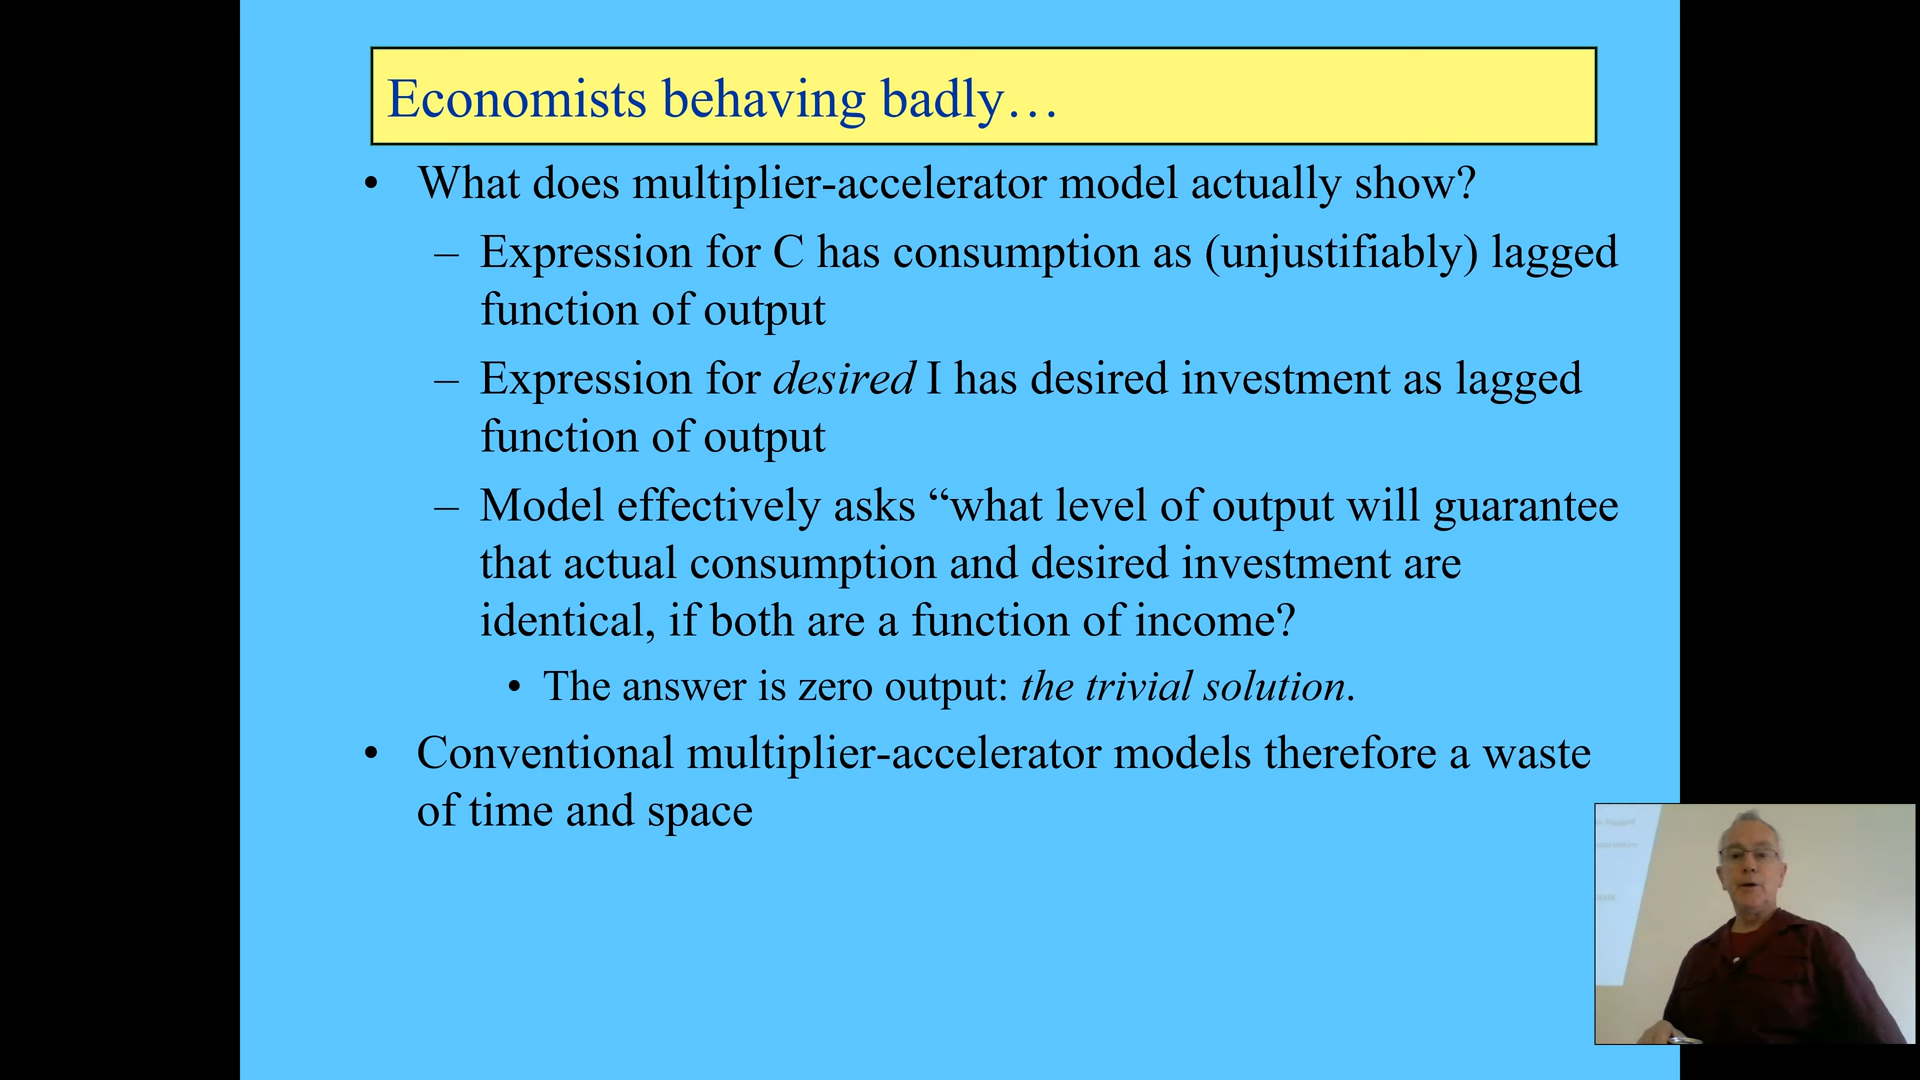 Economists behaving badly…
• What does multiplier-accelerator model actually show?
– Expression for C has consumption as (unjustifiably) lagged
function of output
– Expression for desired I has desired investment as lagged
function of output
– Model effectively asks “what level of output will guarantee
that actual consumption and desired investment are
identical, if both are a function of income?
• The answer is zero output: the trivial solution.
• Conventional multiplier-accelerator models therefore a waste
of time and space